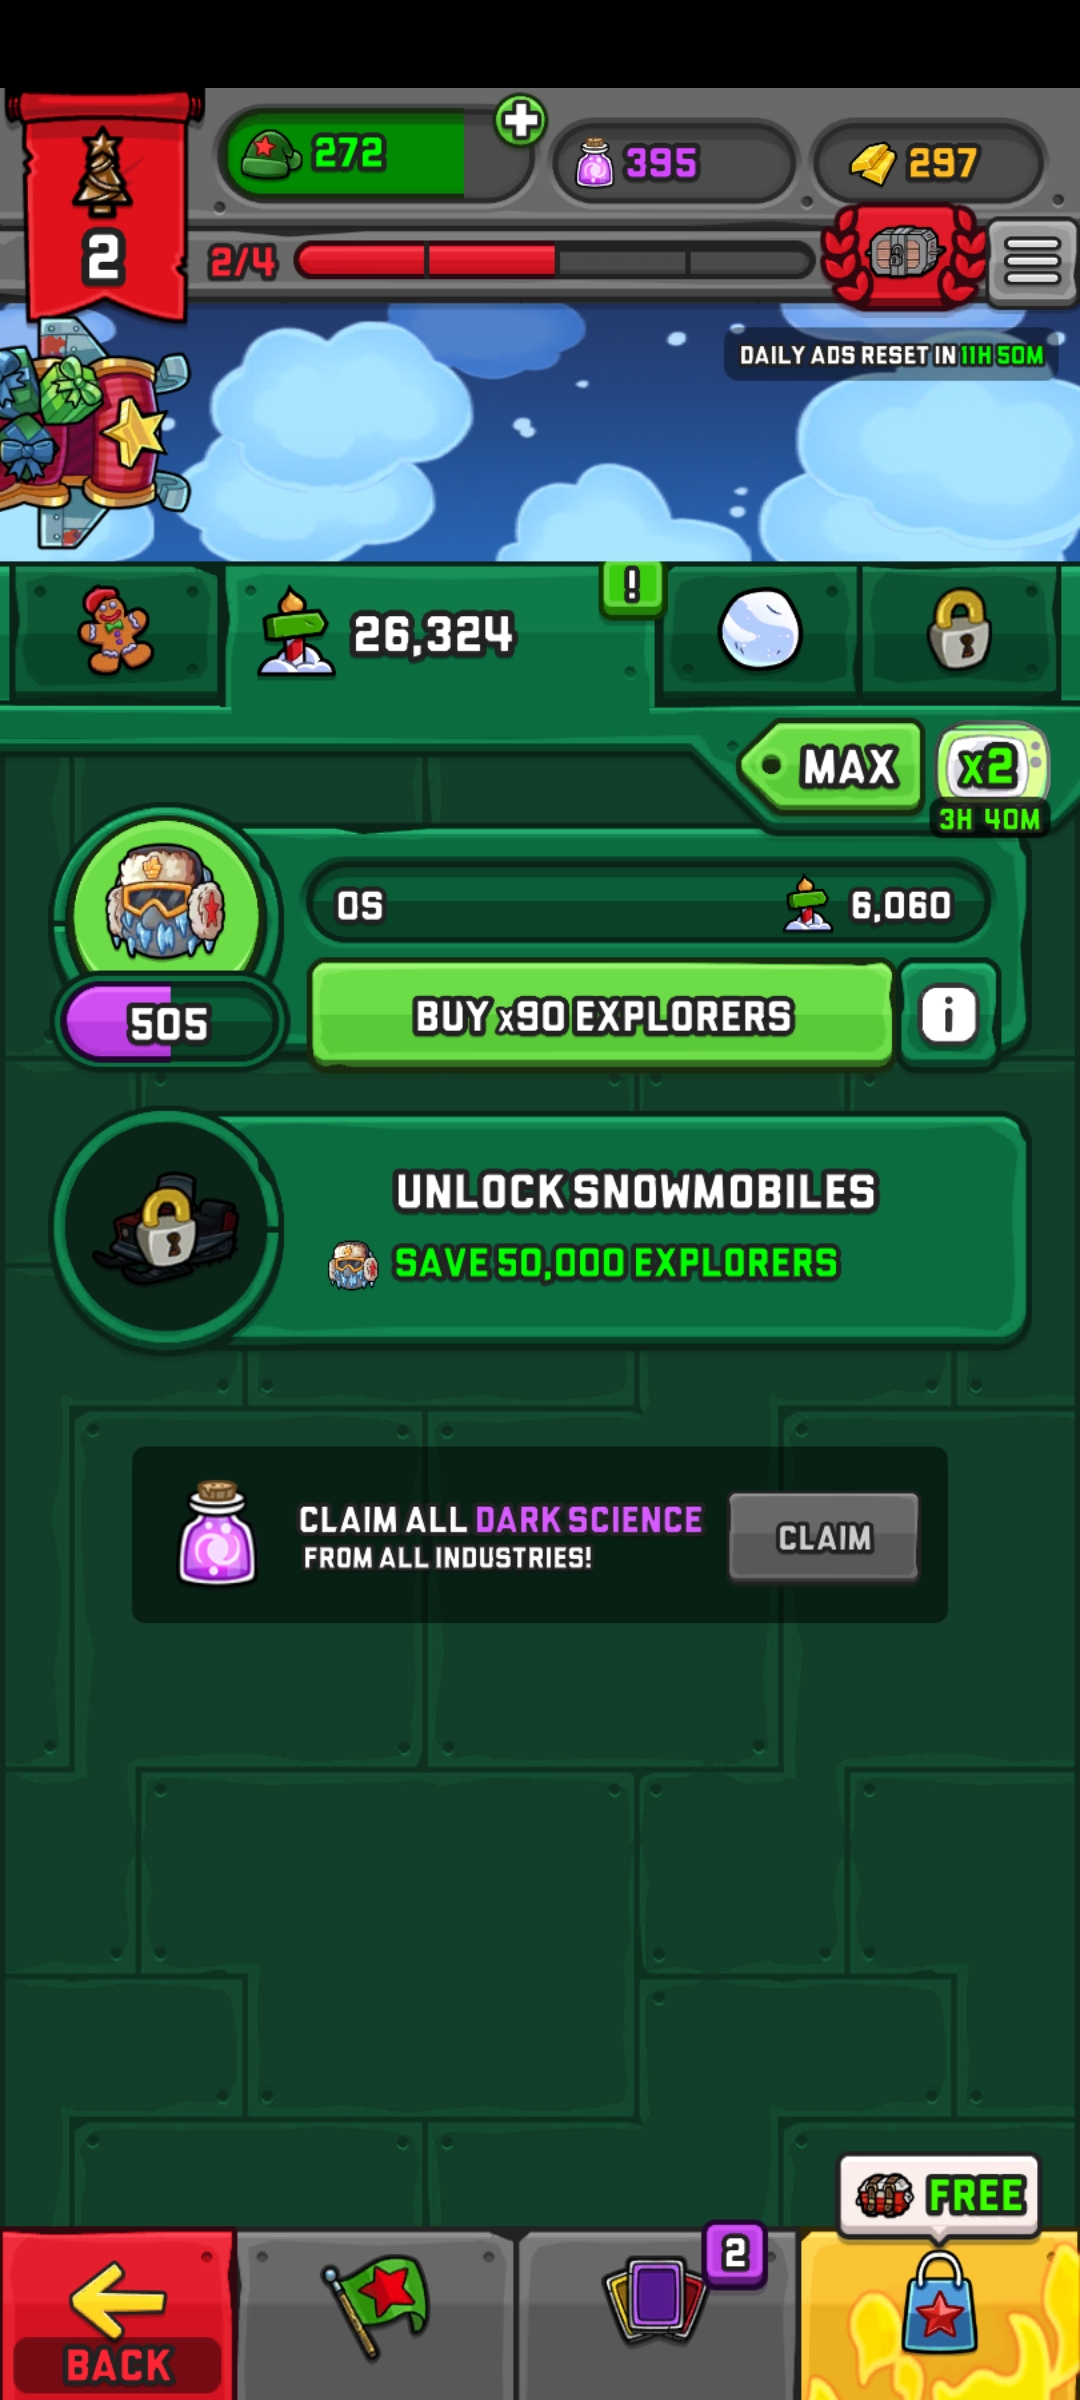 272
395
297
2
2/4
DAILY ADS RESET IN 11H 50M
!
26,324
MAX
x2
3H 40M
0S
6,060
505
BUY x90 EXPLORERS
i
UNLOCK SNOWMOBILES
SAVE 50,000 EXPLORERS
CLAIM ALL DARK SCIENCE
FROM ALL INDUSTRIES!
CLAIM
FREE
2
BACK